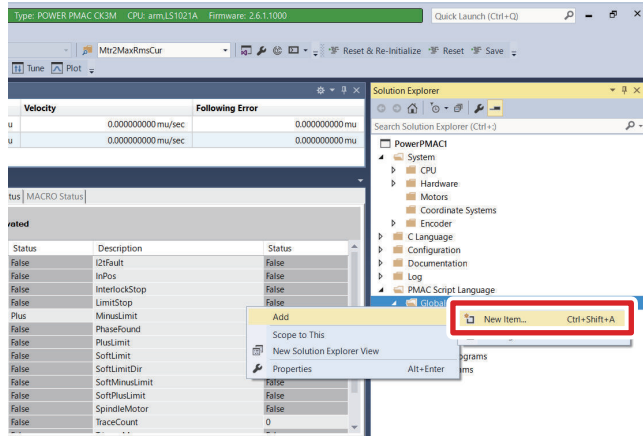 Type: POWER PMAC CK3M CPU: arm,LS1021A Firmware: 2.6.1.1000
Quick Launch (Ctrl+Q)
Mtr2MaxRmsCur
Reset & Re-Initialize Reset Save
Tune Plot
Solution Explorer
Velocity Following Error
u 0.000000000 mu/sec 0.000000000 mu
u 0.000000000 mu/sec 0.000000000 mu
Search Solution Explorer (Ctrl+;)
PowerPMAC1
System
CPU
Hardware
Motors
Coordinate Systems
Encoder
C Language
Configuration
Documentation
Log
PMAC Script Language
Global
tus MACRO Status
vated
Status Description Status
False I2tFault False
False InPos False
False InterlockStop False
False LimitStop False
Plus MinusLimit False
False PhaseFound
False PlusLimit
False SoftLimit
False SoftLimitDir
False SoftMinusLimit False
False SoftPlusLimit False
False SpindleMotor False
False TraceCount 0
Add
Scope to This
New Solution Explorer View
Properties Alt+Enter
New Item... Ctrl+Shift+A
ograms
ms